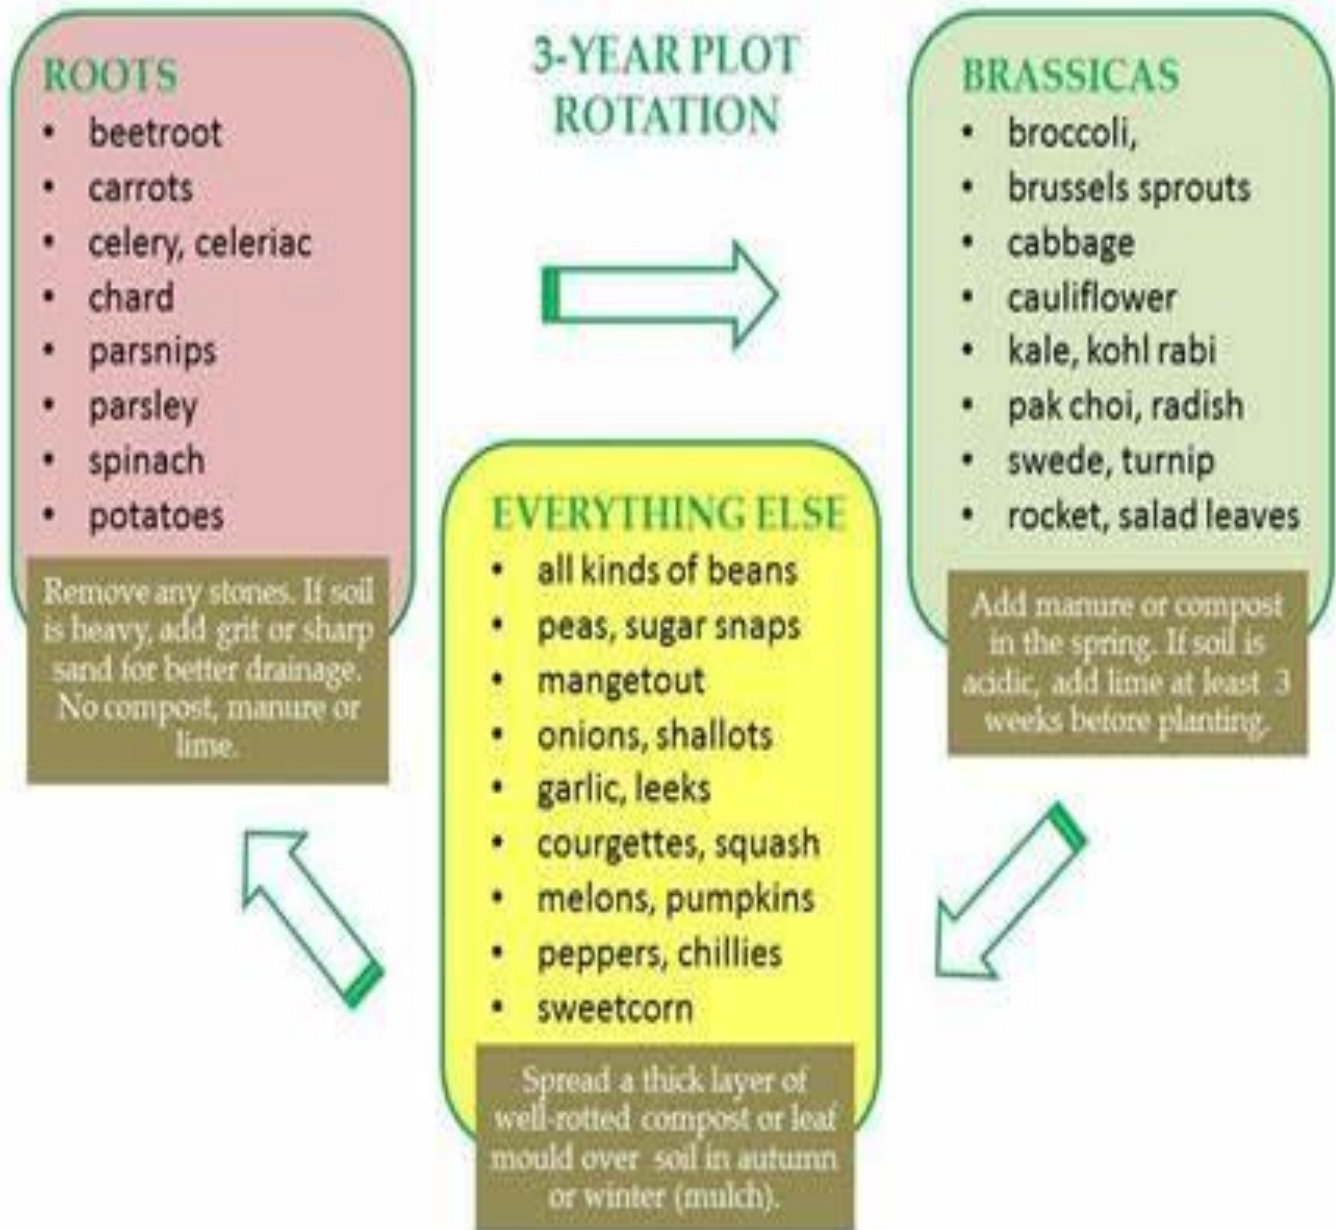 3-YEAR PLOT
ROTATION
ROOTS
• beetroot
• carrots
• celery, celeriac
• chard
• parsnips
• parsley
• spinach
• potatoes
Remove any stones. If soil
is heavy, add grit or sharp
sand for better drainage.
No compost, manure or
lime.
BRASSICAS
• broccoli,
• brussels sprouts
• cabbage
• cauliflower
• kale, kohl rabi
• pak choi, radish
• swede, turnip
• rocket, salad leaves
Add manure or compost
in the spring. If soil is
acidic, add lime at least 3
weeks before planting.
EVERYTHING ELSE
• all kinds of beans
• peas, sugar snaps
• mangetout
• onions, shallots
• garlic, leeks
• courgettes, squash
• melons, pumpkins
• peppers, chillies
• sweetcorn
Spread a thick layer of
well-rotted compost or leaf
mould over soil in autumn
or winter (mulch).